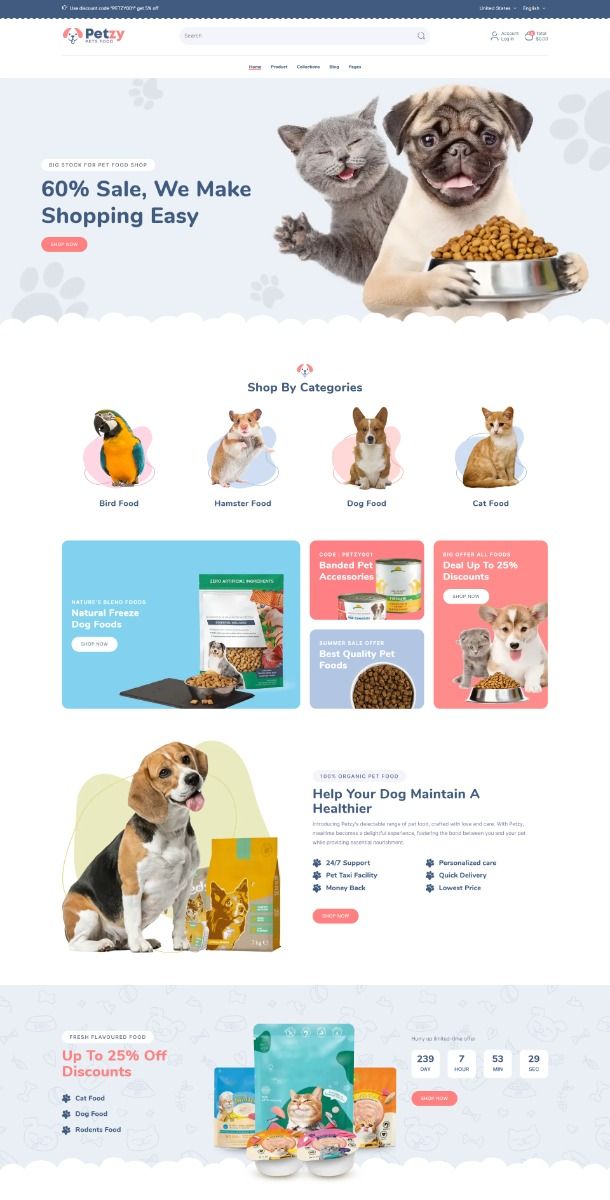 Use discount code "PETZY001" get 5% off
United States
English
Petzy
PETS FOOD
Search
Account
Log in
Total
$0.00
Home
Product
Collections
Blog
Pages
BIG STOCK FOR PET FOOD SHOP
60% Sale, We Make
Shopping Easy
SHOP NOW
Shop By Categories
Bird Food
Hamster Food
Dog Food
Cat Food
NATURE'S BLEND FOODS
Natural Freeze
Dog Foods
SHOP NOW
ZERO ARTIFICIAL INGREDIENTS
CODE : PETZY001
Banded Pet
Accessories
SUMMER SALE OFFER
Best Quality Pet
Foods
BIG OFFER ALL FOODS
Deal Up To 25%
Discounts
SHOP NOW
100% ORGANIC PET FOOD
Help Your Dog Maintain A
Healthier
Introducing Petzy's delectable range of pet food, crafted with love and care. With Petzy,
mealtime becomes a delightful experience, fostering the bond between you and your pet
while providing essential nourishment.
24/7 Support
Personalized care
Pet Taxi Facility
Quick Delivery
Money Back
Lowest Price
SHOP NOW
FRESH FLAVOURED FOOD
Up To 25% Off
Discounts
Cat Food
Dog Food
Rodents Food
Hurry up limited-time offer
239
7
53
29
DAY
HOUR
MIN
SEC
SHOP NOW